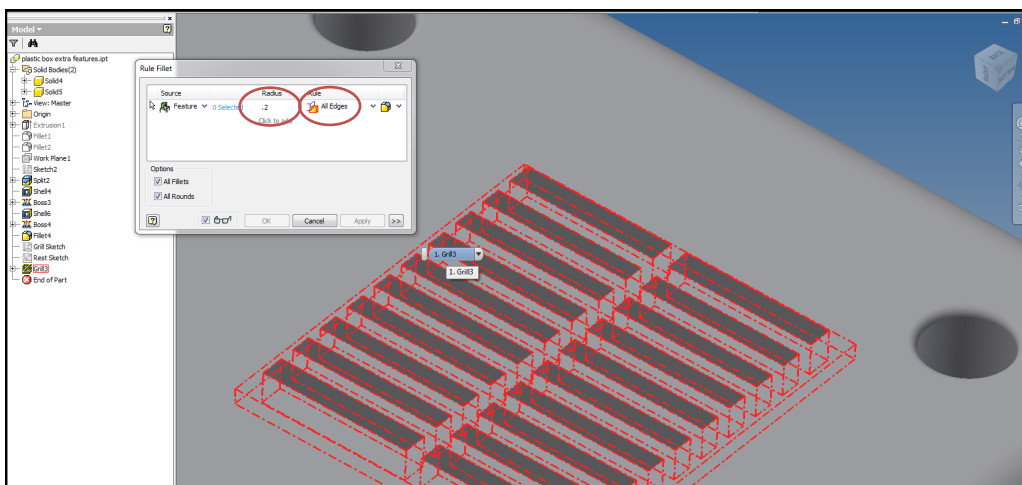 Model
plastic box extra features.ipt
Solid Bodies(2)
Solid4
Solid5
View: Master
Origin
Extrusion1
Fillet1
Fillet2
Work Plane1
Sketch2
Split2
Shell4
Boss3
Shell6
Boss4
Fillet4
Grill Sketch
Rest Sketch
Grill3
End of Part
Rule Fillet
Source Radius Rule
Feature 0 Selected .2 All Edges
Click to add
Options
All Fillets
All Rounds
OK Cancel Apply >>
1. Grill3
1. Grill3